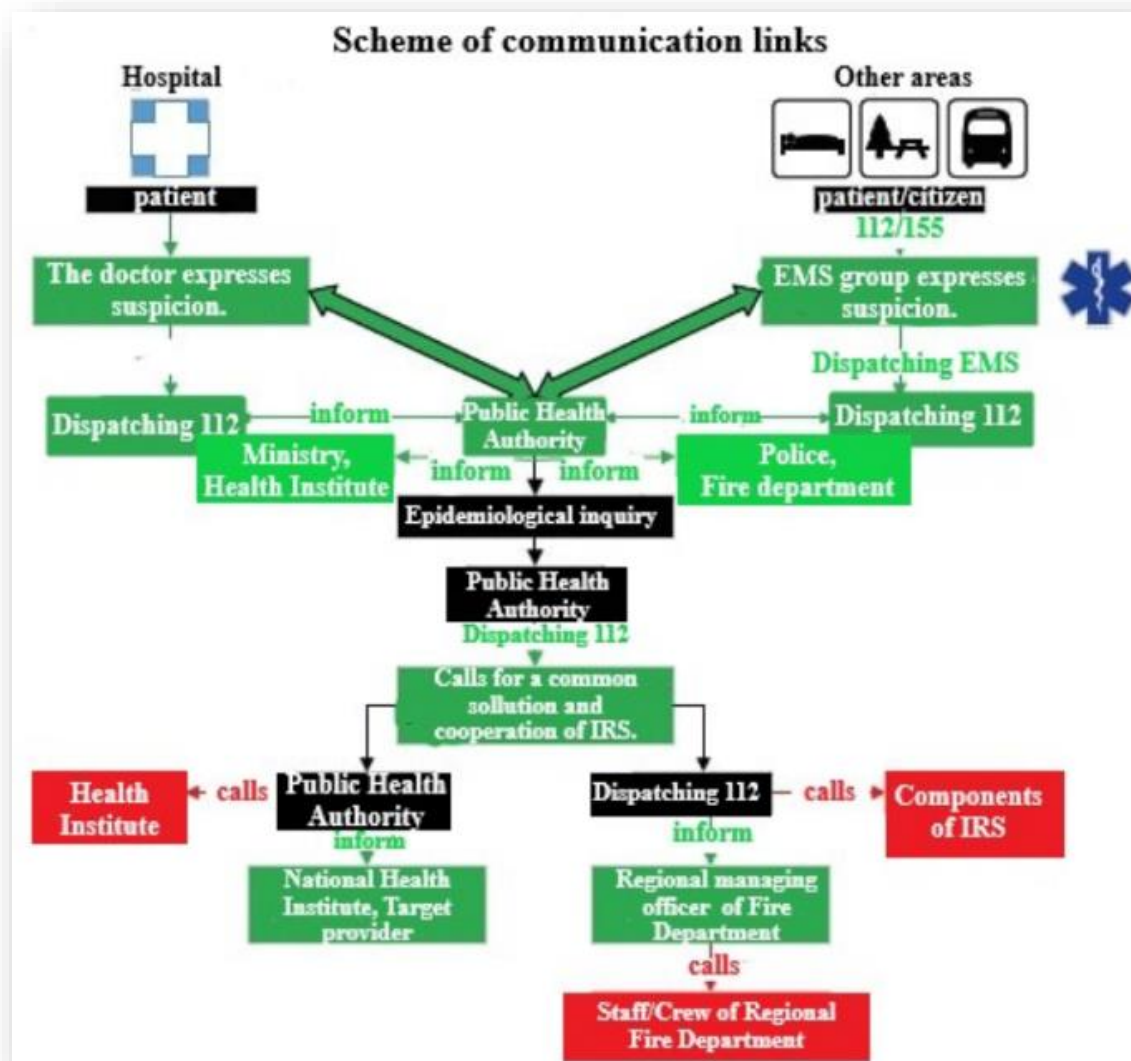 Scheme of communication links
Hospital
Other areas
patient
patient/citizen
112/155
The doctor expresses
suspicion.
EMS group expresses
suspicion.
Dispatching EMS
Dispatching 112
inform
Public Health
Authority
inform
Dispatching 112
Ministry,
Health Institute
inform
inform
Police,
Fire department
Epidemiological inquiry
Public Health
Authority
Dispatching 112
Calls for a common
sollution and
cooperation of IRS.
Health
Institute
calls
Public Health
Authority
Dispatching 112
calls
Components
of IRS
inform
inform
National Health
Institute, Target
provider
Regional managing
officer of Fire
Department
calls
Staff/Crew of Regional
Fire Department